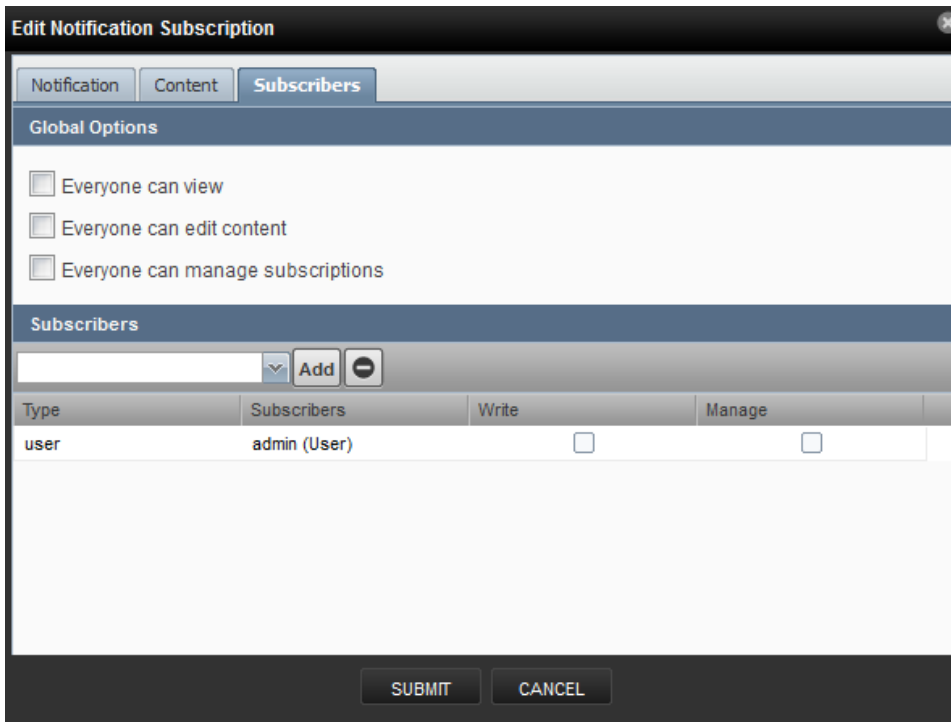 Edit Notification Subscription
Notification Content Subscribers
Global Options
Everyone can view
Everyone can edit content
Everyone can manage subscriptions
Subscribers
Add
Type Subscribers Write Manage
user admin (User)
SUBMIT CANCEL